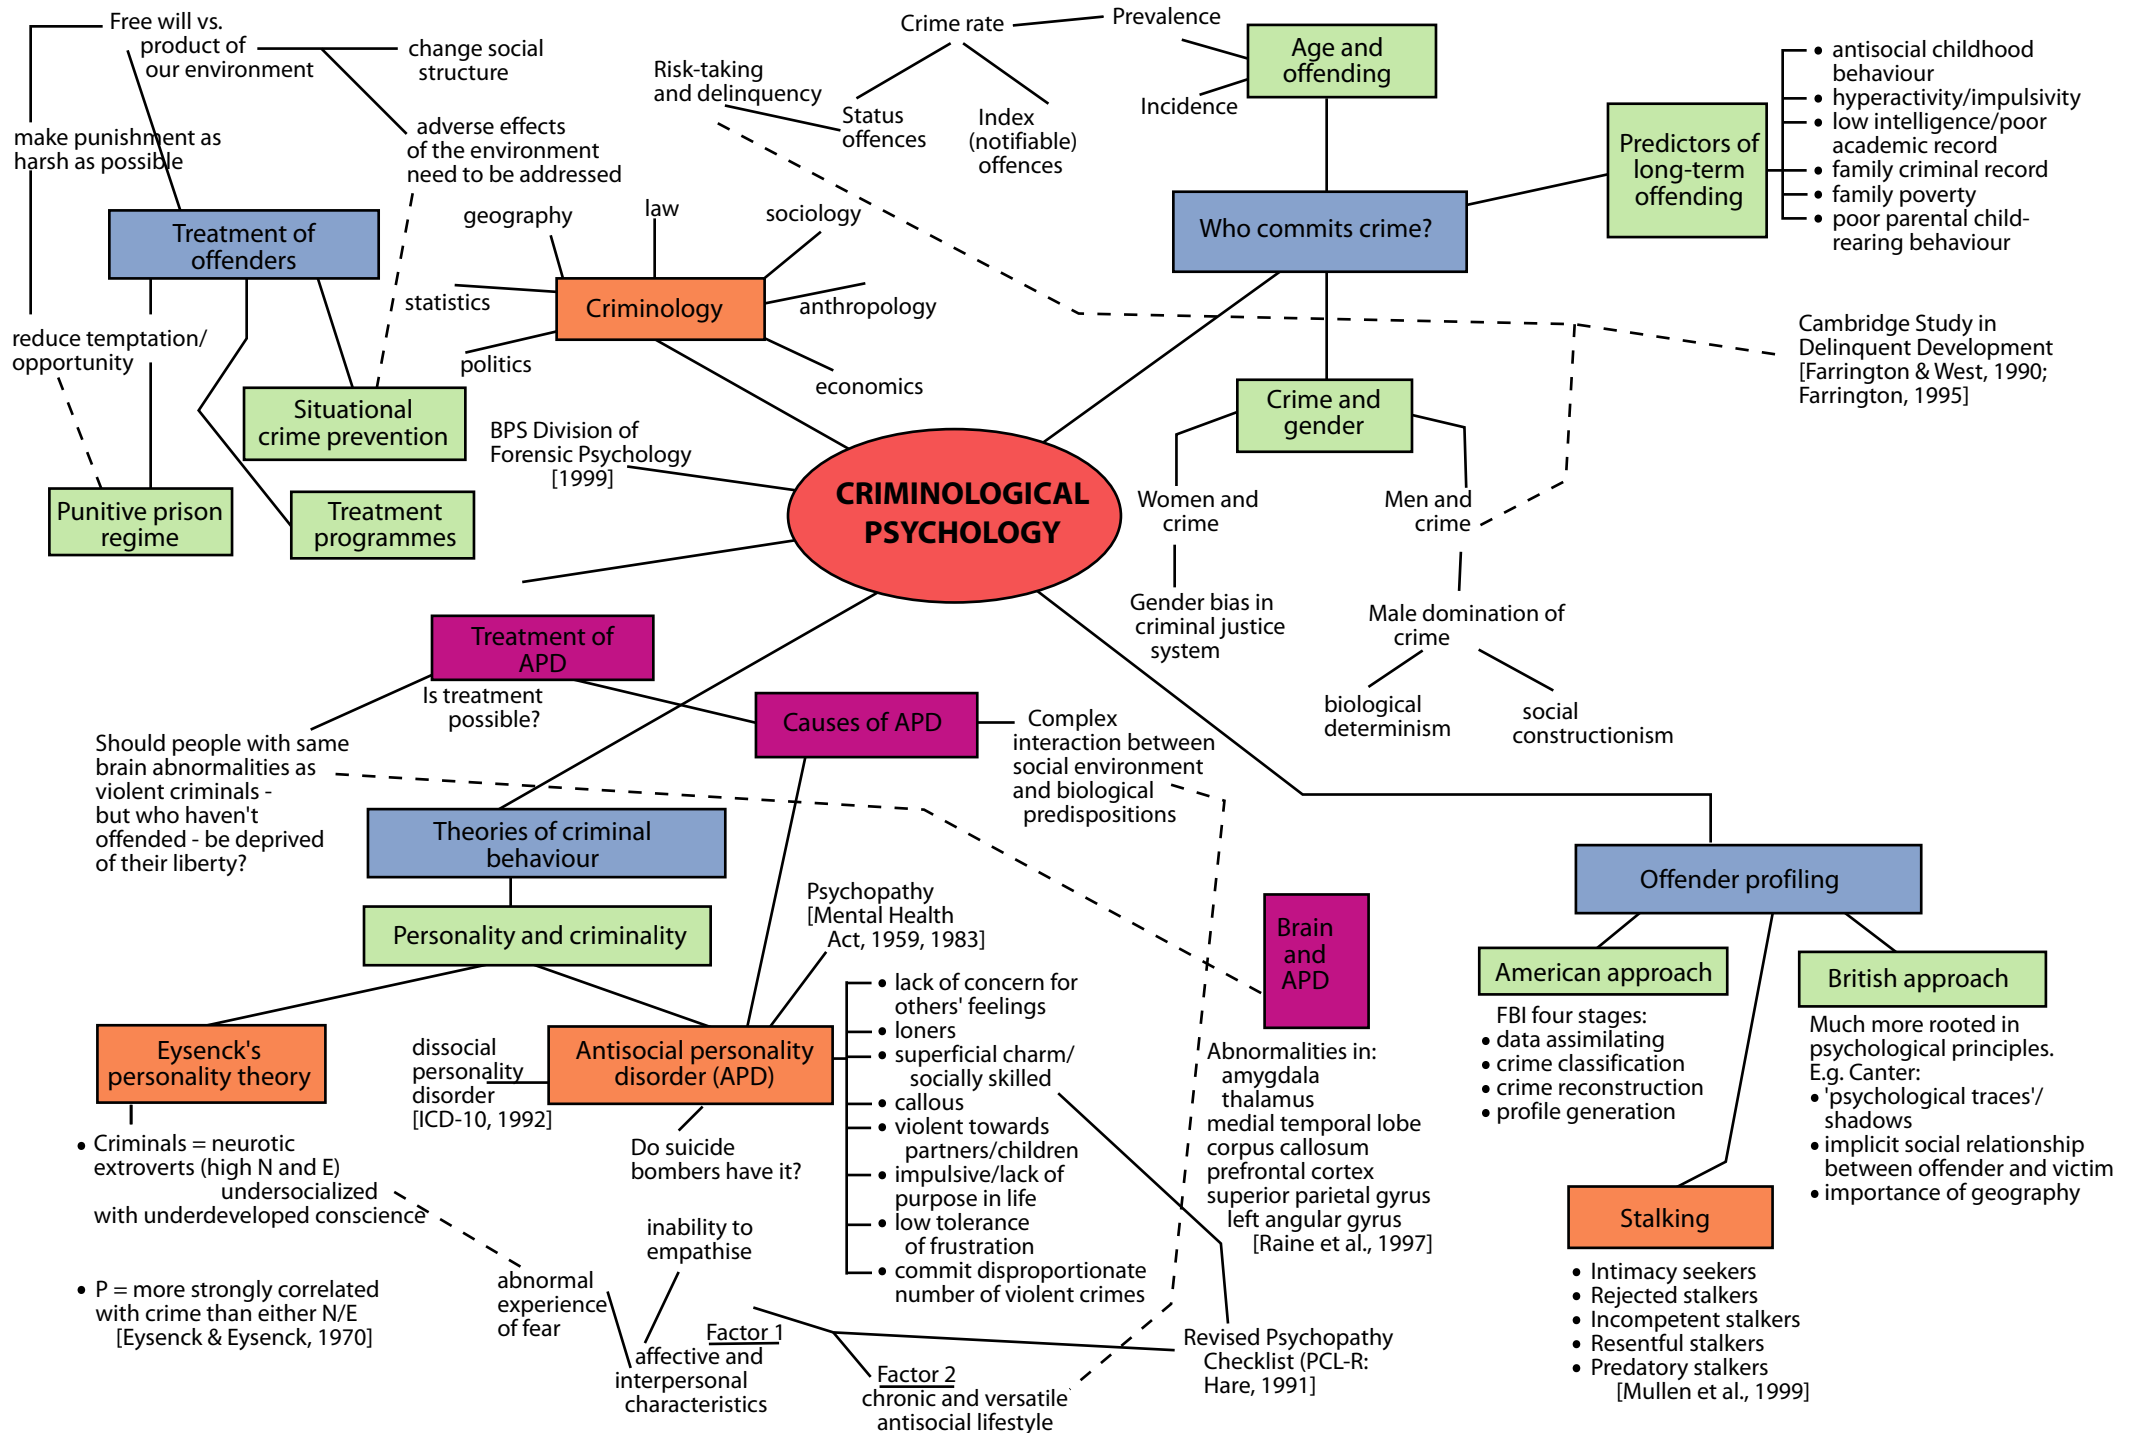 Free will vs.
product of
our environment
change social
structure
make punishment as
harsh as possible
adverse effects
of the environment
need to be addressed
Treatment of
offenders
reduce temptation/
opportunity
Situational
crime prevention
Punitive prison
regime
Treatment
programmes
Risk-taking
and delinquency
Crime rate
Prevalence
Incidence
Status
offences
Index
(notifiable)
offences
Age and
offending
Who commits crime?
Predictors of
long-term
offending
• antisocial childhood
behaviour
• hyperactivity/impulsivity
• low intelligence/poor
academic record
• family criminal record
• family poverty
• poor parental child-
rearing behaviour
geography
law
sociology
statistics
Criminology
anthropology
politics
economics
Cambridge Study in
Delinquent Development
[Farrington & West, 1990;
Farrington, 1995]
BPS Division of
Forensic Psychology
[1999]
CRIMINOLOGICAL
PSYCHOLOGY
Crime and
gender
Women and
crime
Men and
crime
Gender bias in
criminal justice
system
Male domination of
crime
biological
determinism
social
constructionism
Treatment of
APD
Is treatment
possible?
Causes of APD
Complex
interaction between
social environment
and biological
predispositions
Should people with same
brain abnormalities as
violent criminals -
but who haven't
offended - be deprived
of their liberty?
Theories of criminal
behaviour
Personality and criminality
Psychopathy
[Mental Health
Act, 1959, 1983]
Eysenck's
personality theory
dissocial
personality
disorder
[ICD-10, 1992]
Antisocial personality
disorder (APD)
• lack of concern for
others' feelings
• loners
• superficial charm/
socially skilled
• callous
• violent towards
partners/children
• impulsive/lack of
purpose in life
• low tolerance
of frustration
• commit disproportionate
number of violent crimes
Do suicide
bombers have it?
• Criminals = neurotic
extroverts (high N and E)
undersocialized
with underdeveloped conscience
• P = more strongly correlated
with crime than either N/E
[Eysenck & Eysenck, 1970]
inability to
empathise
abnormal
experience
of fear
Factor 1
affective and
interpersonal
characteristics
Factor 2
chronic and versatile
antisocial lifestyle
Revised Psychopathy
Checklist (PCL-R:
Hare, 1991]
Brain
and
APD
Abnormalities in:
amygdala
thalamus
medial temporal lobe
corpus callosum
prefrontal cortex
superior parietal gyrus
left angular gyrus
[Raine et al., 1997]
Offender profiling
American approach
FBI four stages:
• data assimilating
• crime classification
• crime reconstruction
• profile generation
British approach
Much more rooted in
psychological principles.
E.g. Canter:
• 'psychological traces'/
shadows
• implicit social relationship
between offender and victim
• importance of geography
Stalking
• Intimacy seekers
• Rejected stalkers
• Incompetent stalkers
• Resentful stalkers
• Predatory stalkers
[Mullen et al., 1999]